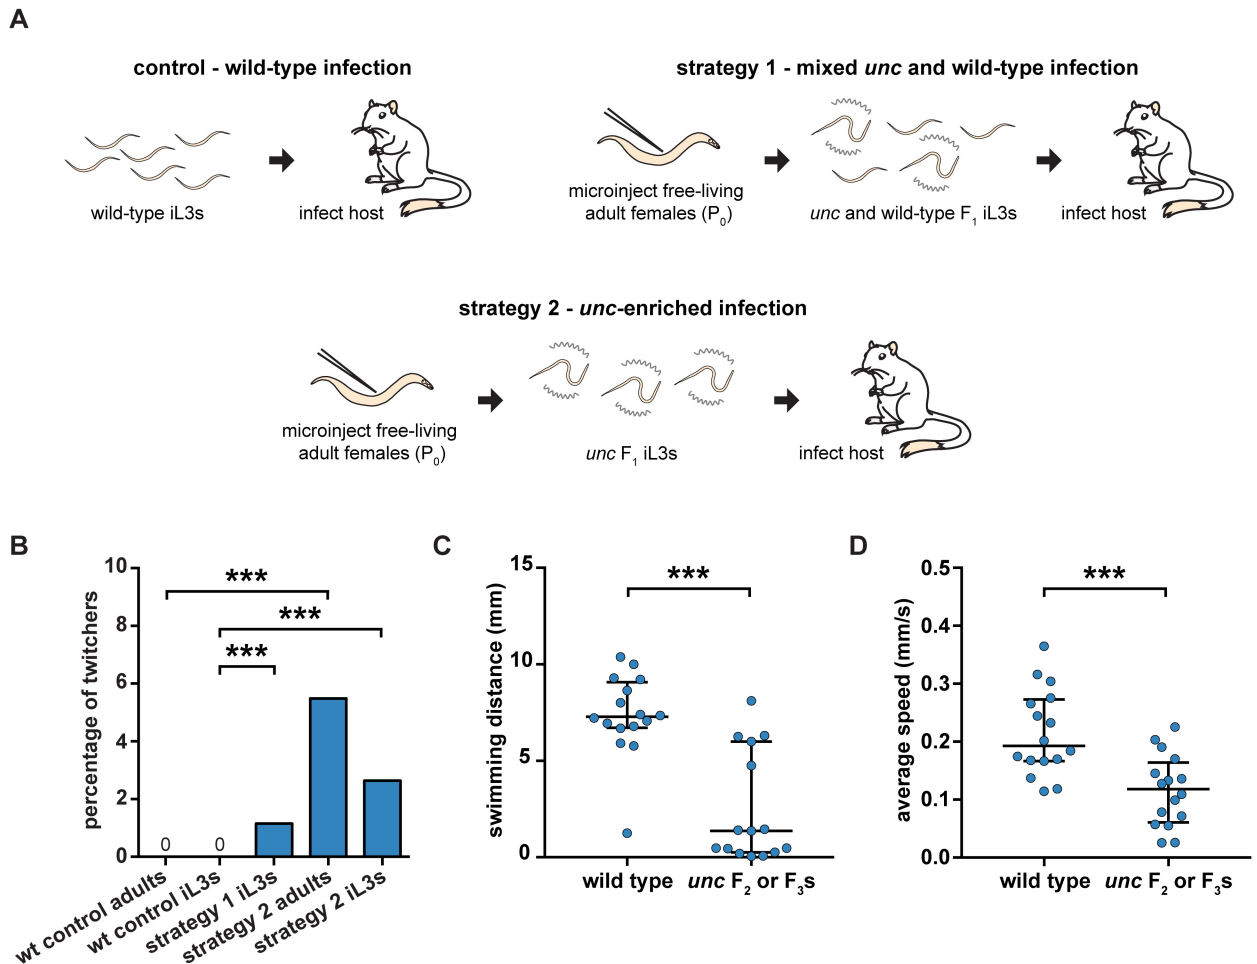 A
control - wild-type infection
wild-type iL3s
infect host
strategy 1 - mixed unc and wild-type infection
microinject free-living
adult females (P0)
unc and wild-type F1 iL3s
infect host
strategy 2 - unc-enriched infection
microinject free-living
adult females (P0)
unc F1 iL3s
infect host
B
percentage of twitchers
10
8
6
4
2
0
***
***
***
0
0
wt control adults
wt control iL3s
strategy 1 iL3s
strategy 2 adults
strategy 2 iL3s
C
swimming distance (mm)
15
10
5
0
***
wild type
unc F2 or F3s
D
average speed (mm/s)
0.5
0.4
0.3
0.2
0.1
0.0
***
wild type
unc F2 or F3s